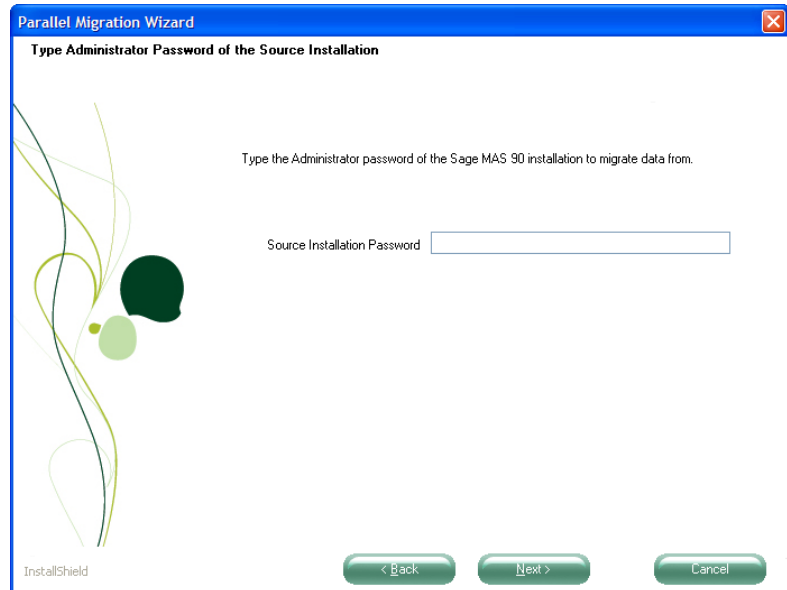 Parallel Migration Wizard
Type Administrator Password of the Source Installation
Type the Administrator password of the Sage MAS 90 installation to migrate data from.
Source Installation Password
InstallShield
< Back
Next >
Cancel